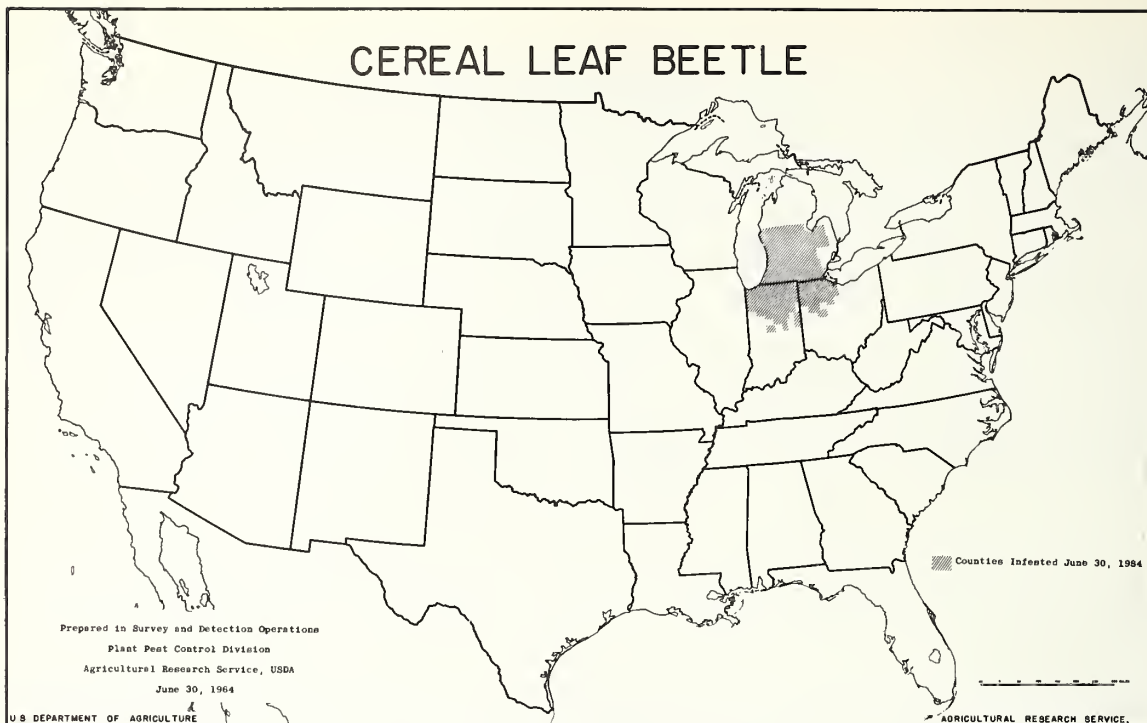 CEREAL LEAF BEETLE
Counties Infested June 30, 1984
Prepared in Survey and Detection Operations
Plant Pest Control Division
Agricultural Research Service, USDA
June 30, 1964
U S DEPARTMENT OF AGRICULTURE
AGRICULTURAL RESEARCH SERVICE.